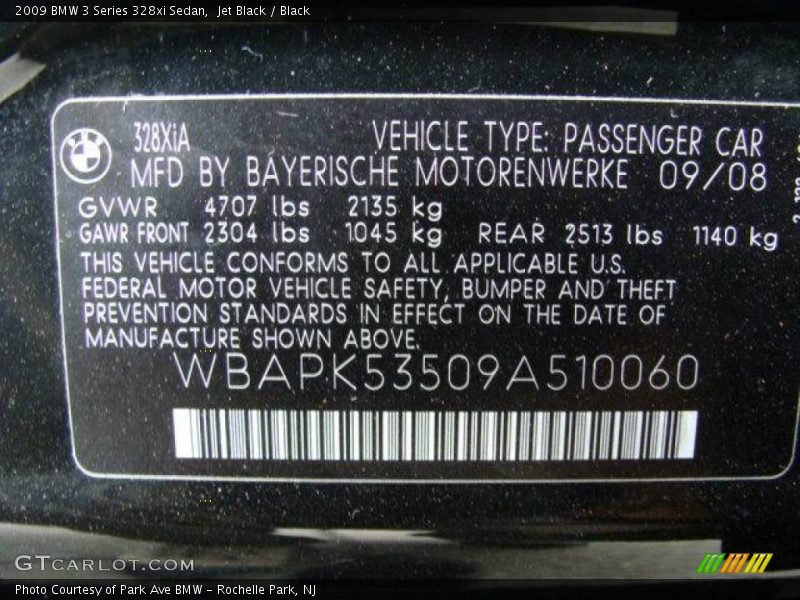 2009 BMW 3 Series 328xi Sedan,  Jet Black / Black
BMW
328XiA
VEHICLE TYPE: PASSENGER CAR
MFD BY BAYERISCHE MOTORENWERKE 09/08
GVWR 4707 lbs 2135 kg
GAWR FRONT 2304 lbs 1045 kg REAR 2513 lbs 1140 kg
THIS VEHICLE CONFORMS TO ALL APPLICABLE U.S.
FEDERAL MOTOR VEHICLE SAFETY, BUMPER AND THEFT
PREVENTION STANDARDS IN EFFECT ON THE DATE OF
MANUFACTURE SHOWN ABOVE.
WBAPK53509A510060
GTCARLOT.COM
Photo Courtesy of Park Ave BMW - Rochelle Park, NJ